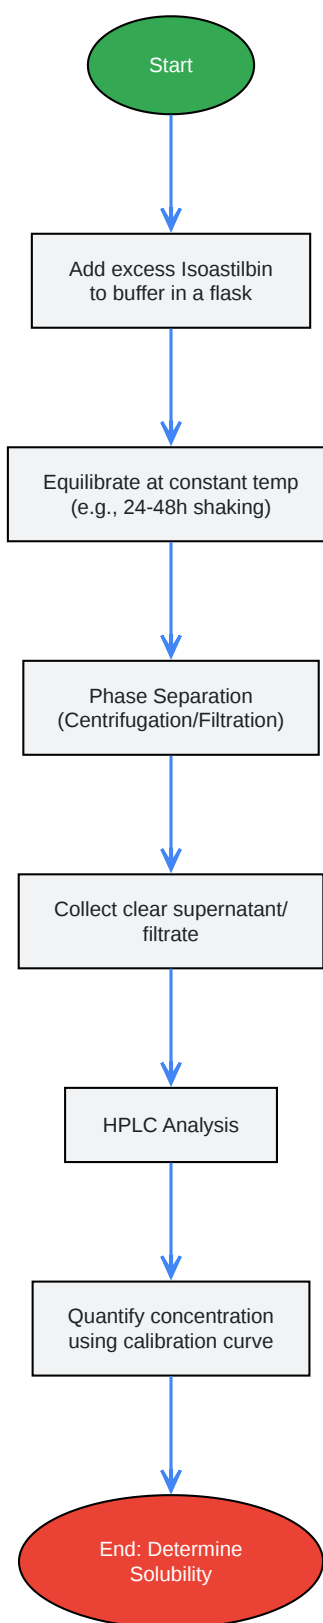 Start
Add excess Isoastilbin
to buffer in a flask
Equilibrate at constant temp
(e.g., 24-48h shaking)
Phase Separation
(Centrifugation/Filtration)
Collect clear supernatant/
filtrate
HPLC Analysis
Quantify concentration
using calibration curve
End: Determine
Solubility